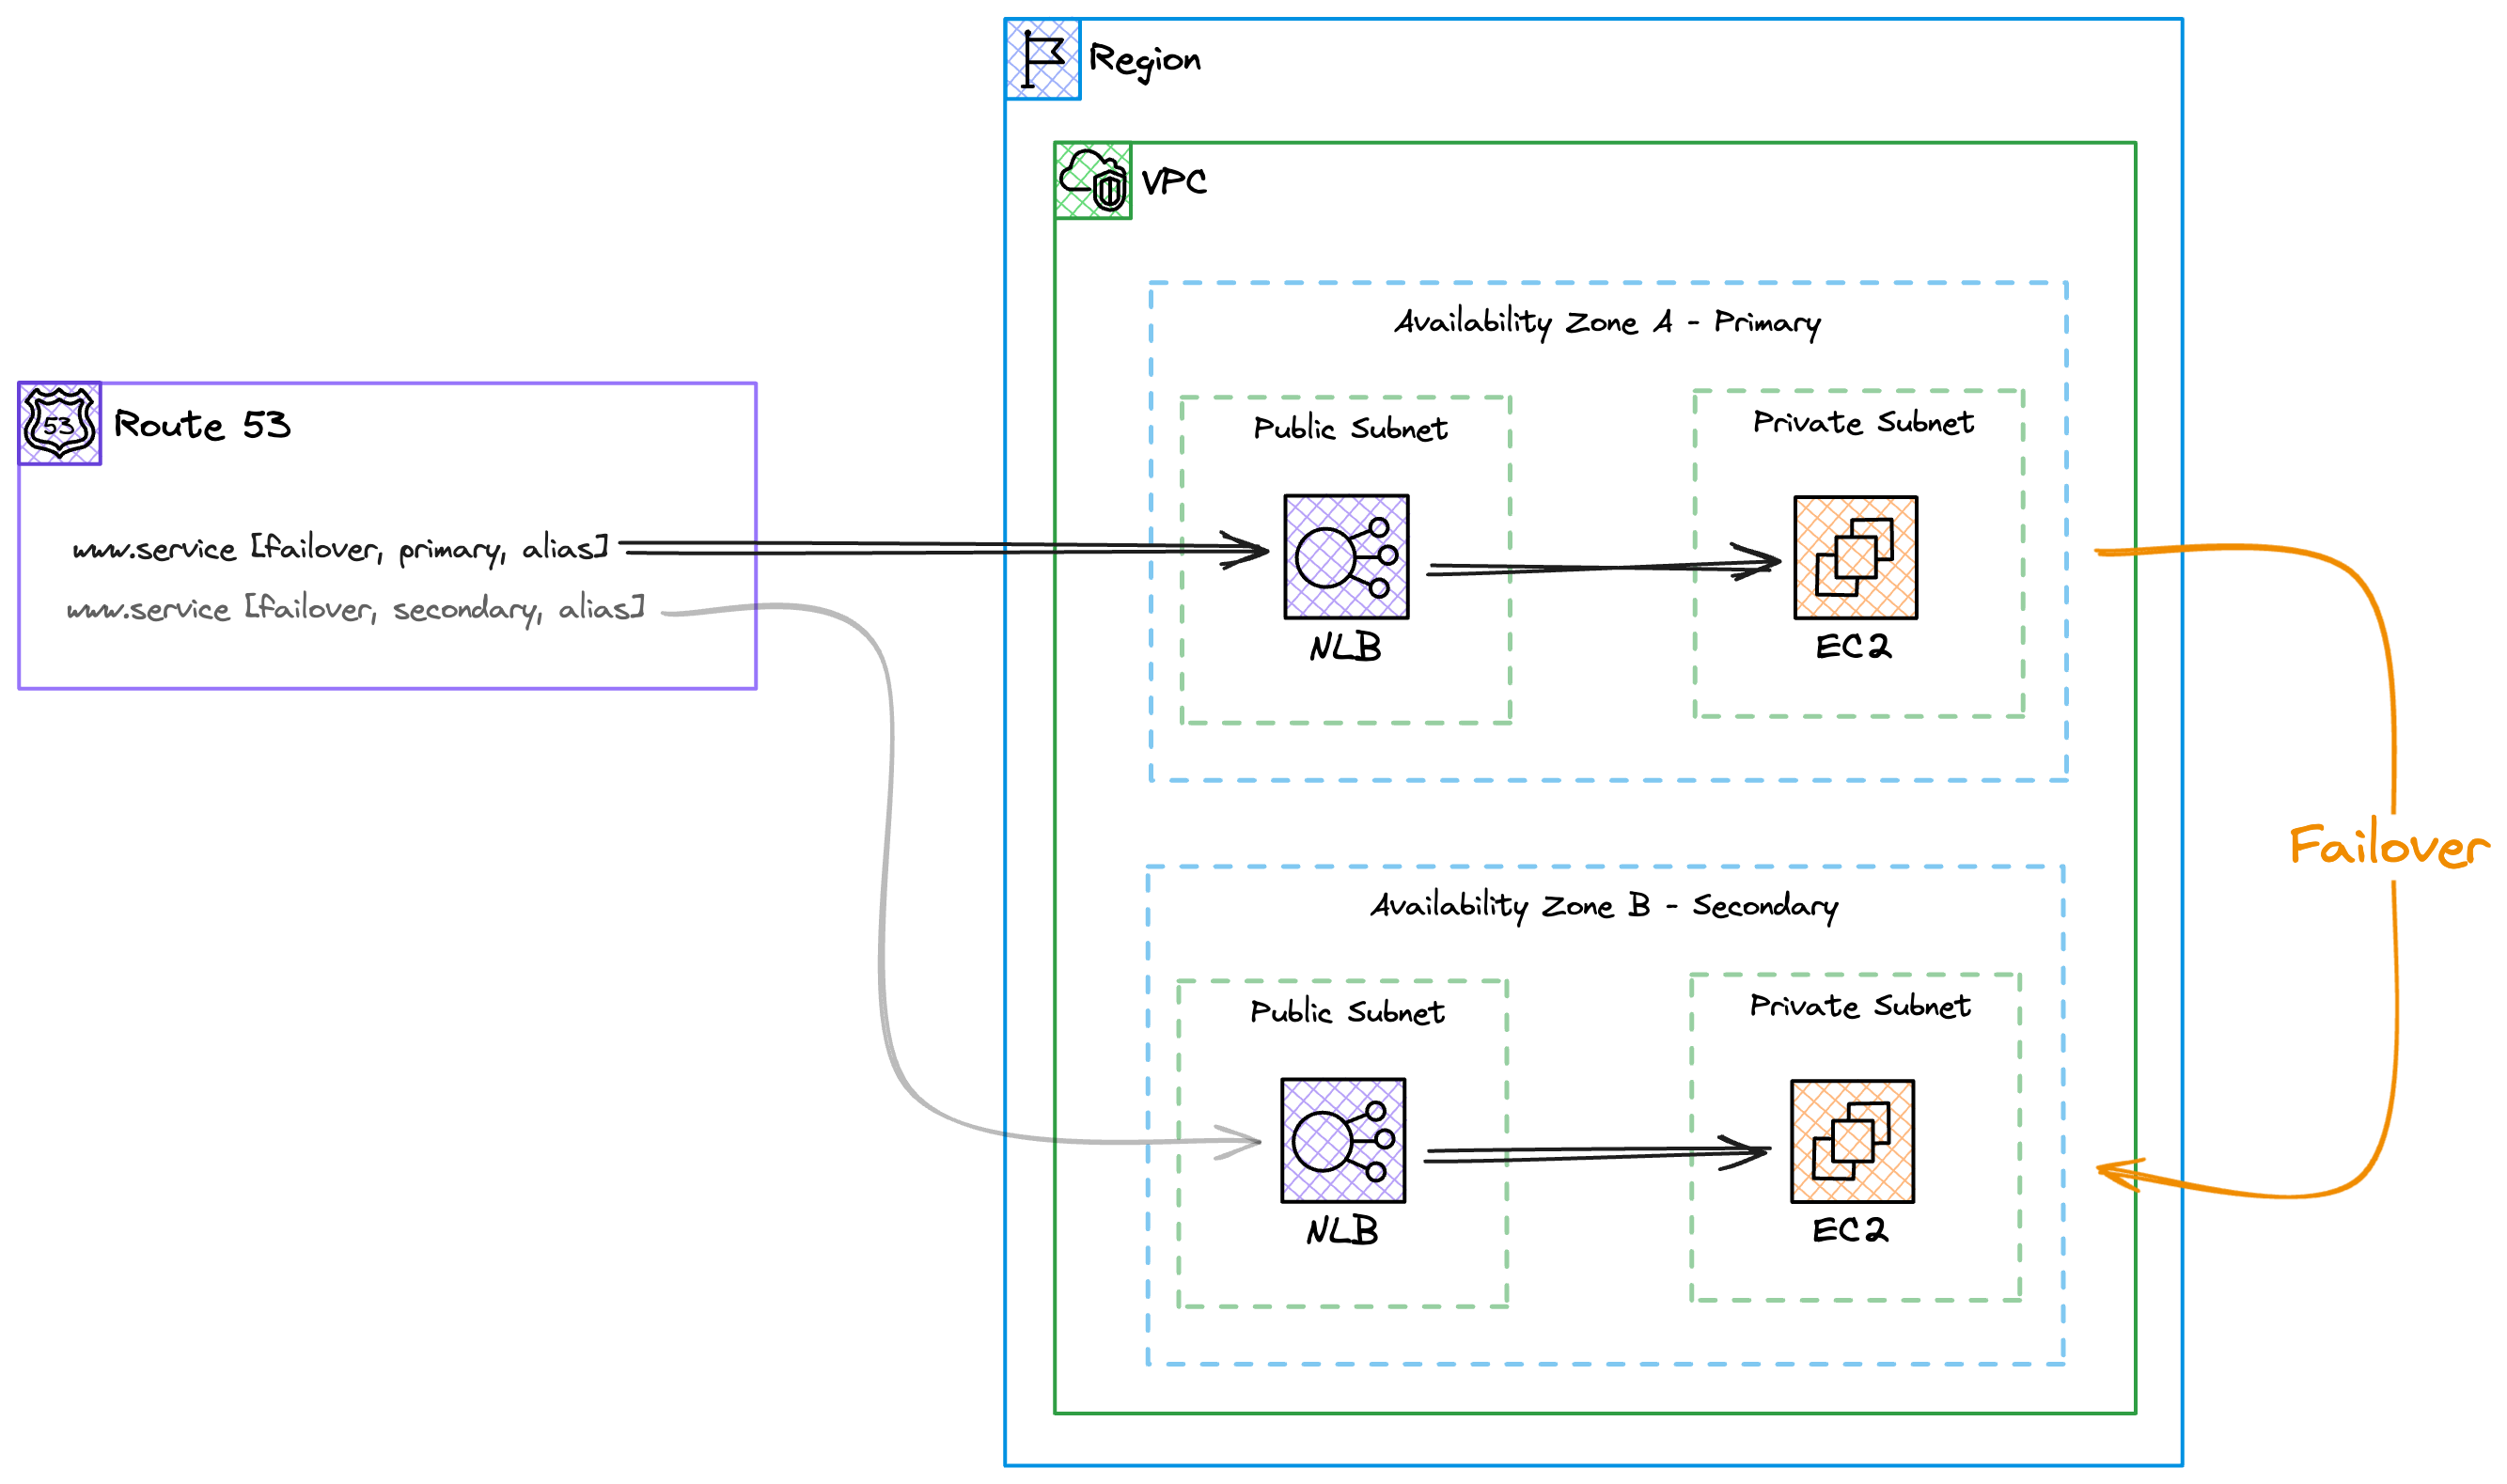 Region
VPC
Availability Zone A - Primary
Public Subnet
Private Subnet
NLB
EC2
53
Route 53
www.service [failover, primary, alias]
www.service [failover, secondary, alias]
Failover
Availability Zone B - Secondary
Public Subnet
Private Subnet
NLB
EC2